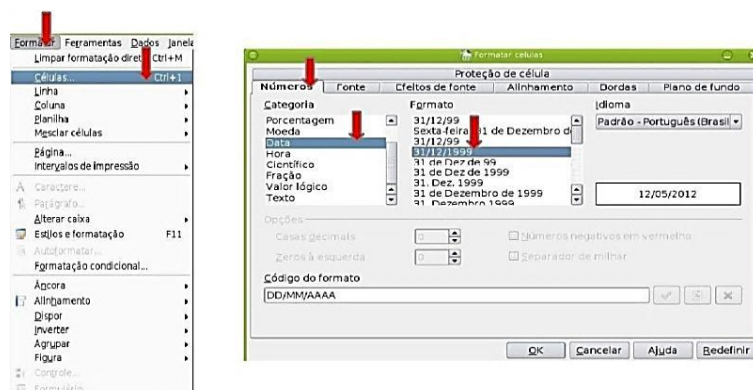 Formatar Ferramentas Dados Janela
Limpar formatação direta Ctrl+M
Células... Ctrl+1
Linha
Coluna
Planilha
Mesclar células
Página...
Intervalos de impressão
Caractere...
Parágrafo...
Alterar caixa
Estilos e formatação F11
Autoformatar...
Formatação condicional...
Âncora
Alinhamento
Dispor
Inverter
Agrupar
Figura
Controle...
Formulário...
Formatar células
Proteção de célula
Números Fonte Efeitos de fonte Alinhamento Bordas Plano de fundo
Categoria
Porcentagem
Moeda
Data
Hora
Científico
Fração
Valor lógico
Texto
Formato
31/12/99
Sexta-feira, 31 de Dezembro d
31/12/99
31/12/1999
31 de Dez de 99
31 de Dez de 1999
31. Dez. 1999
31 de Dezembro de 1999
31. Dezembro 1999
Idioma
Padrão - Português (Brasil
12/05/2012
Opções
Casas decimais 0
Números negativos em vermelho
Zeros à esquerda 0
Separador de milhar
Código do formato
DD/MM/AAAA
OK Cancelar Ajuda Redefinir